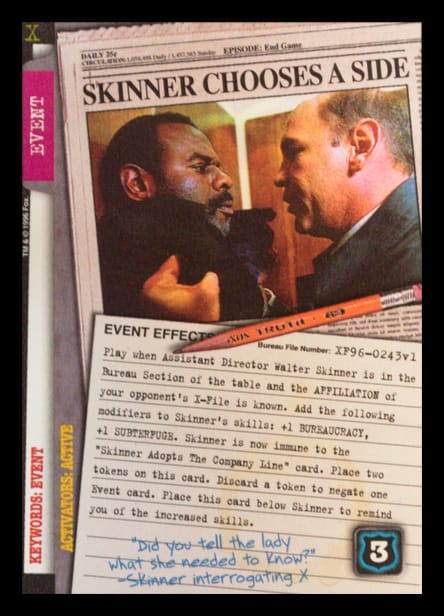 X
EVENT
TM & © 1996 Fox.
KEYWORDS: EVENT
ACTIVATORS: ACTIVE
DAILY 25¢
CIRCULATION: Daily / Sunday EPISODE: End Game
SKINNER CHOOSES A SIDE
TRUTH
EVENT EFFECTS
Bureau File Number: XF96-0243v1
Play when Assistant Director Walter Skinner is in the
Bureau Section of the table and the AFFILIATION of
your opponent's X-File is known. Add the following
modifiers to Skinner's skills: +1 BUREAUCRACY,
+1 SUBTERFUGE. Skinner is now immune to the
"Skinner Adopts The Company Line" card. Place two
tokens on this card. Discard a token to negate one
Event card. Place this card below Skinner to remind
you of the increased skills.
"Did you tell the lady
what she needed to know?"
-Skinner interrogating X
3